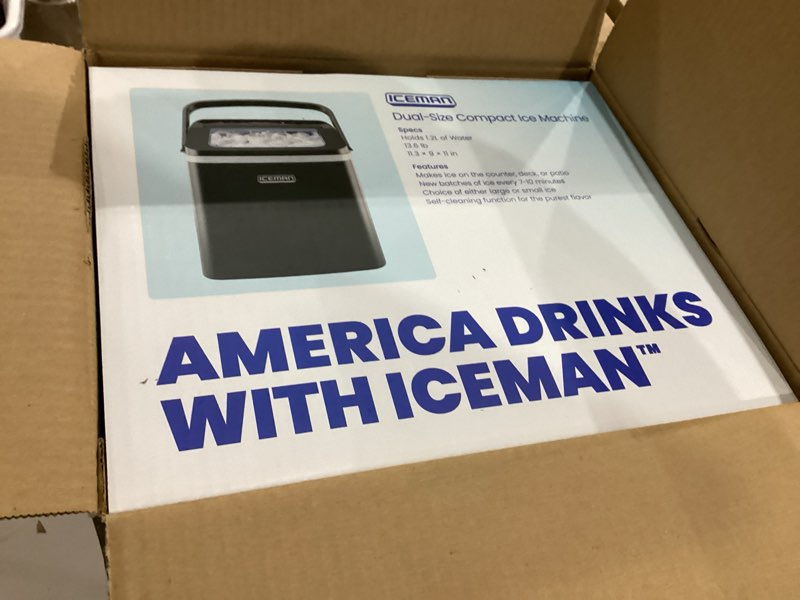 ICEMAN
Dual-Size Compact Ice Machine
Specs
Holds 1.2L of Water
13.6 lb
11.3 × 9 × 11 in
Features
Makes ice on the counter, deck, or patio
New batches of ice every 7-10 minutes
Choice of either large or small ice
Self-cleaning function for the purest flavor
ICEMAN
AMERICA DRINKS
WITH ICEMAN™